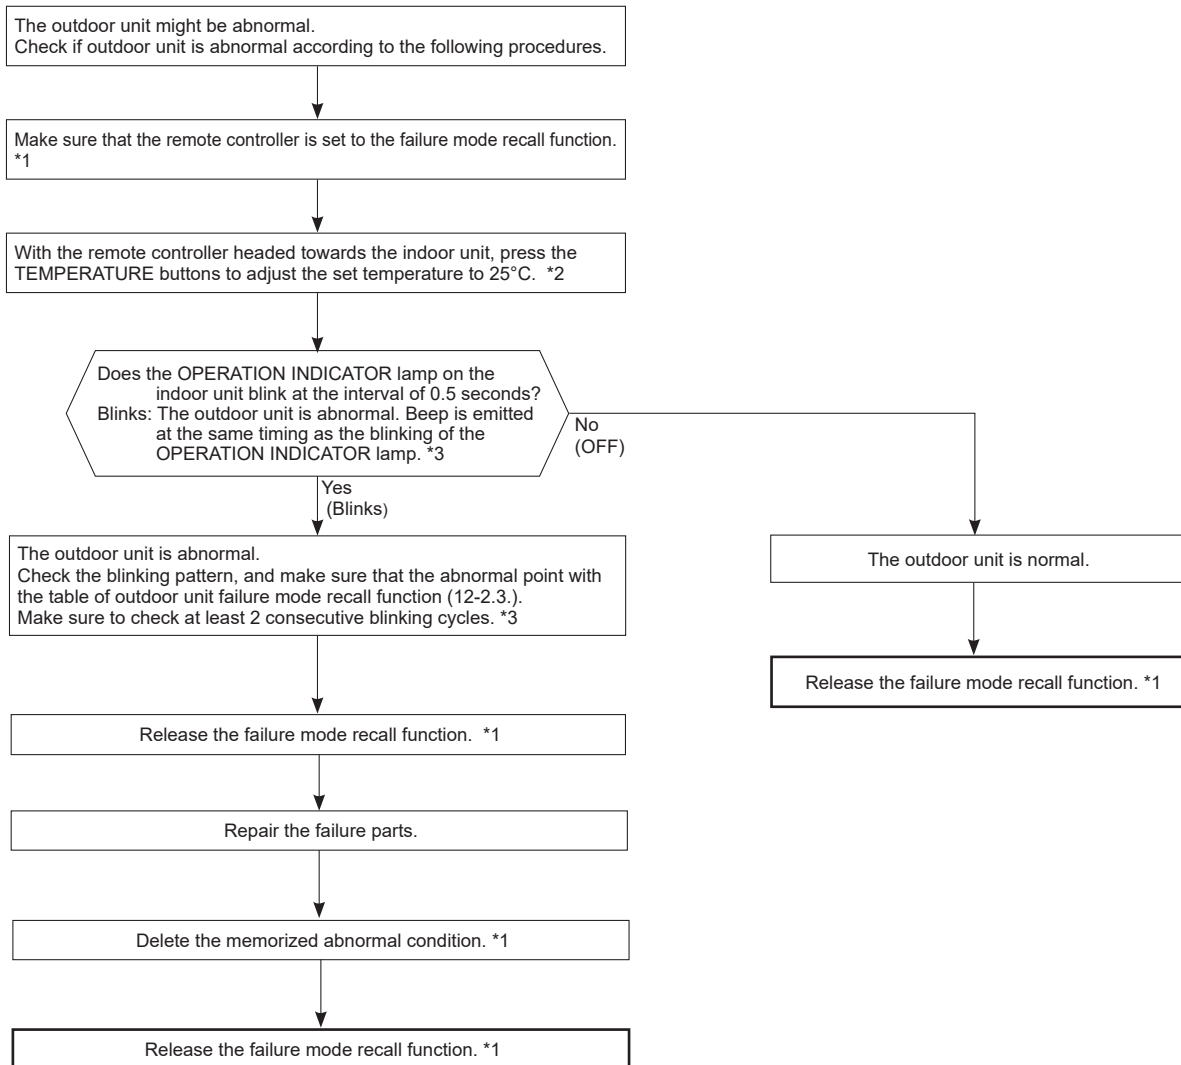 The outdoor unit might be abnormal.
Check if outdoor unit is abnormal according to the following procedures.
Make sure that the remote controller is set to the failure mode recall function.
*1
With the remote controller headed towards the indoor unit, press the
TEMPERATURE buttons to adjust the set temperature to 25°C. *2
Does the OPERATION INDICATOR lamp on the
indoor unit blink at the interval of 0.5 seconds?
Blinks: The outdoor unit is abnormal. Beep is emitted
at the same timing as the blinking of the
OPERATION INDICATOR lamp. *3
No
(OFF)
Yes
(Blinks)
The outdoor unit is abnormal.
Check the blinking pattern, and make sure that the abnormal point with
the table of outdoor unit failure mode recall function (12-2.3.).
Make sure to check at least 2 consecutive blinking cycles. *3
The outdoor unit is normal.
Release the failure mode recall function. *1
Release the failure mode recall function. *1
Repair the failure parts.
Delete the memorized abnormal condition. *1
Release the failure mode recall function. *1